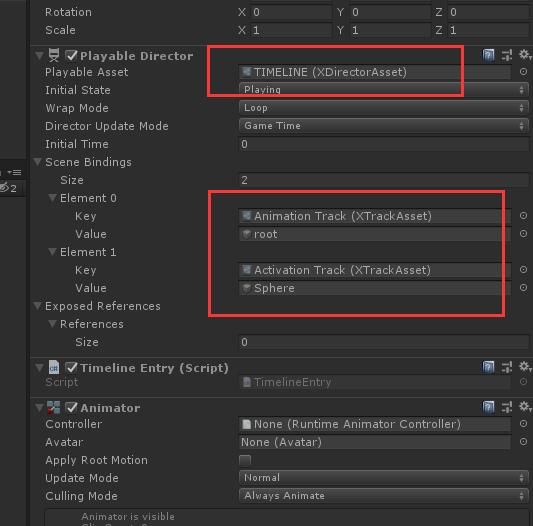 Rotation X 0 Y 0 Z 0
Scale X 1 Y 1 Z 1
Playable Director
Playable Asset TIMELINE (XDirectorAsset)
Initial State Playing
Wrap Mode Loop
Director Update Mode Game Time
Initial Time 0
Scene Bindings
Size 2
2
Element 0
Key Animation Track (XTrackAsset)
Value root
Element 1
Key Activation Track (XTrackAsset)
Value Sphere
Exposed References
References
Size 0
Timeline Entry (Script)
Script TimelineEntry
Animator
Controller None (Runtime Animator Controller)
Avatar None (Avatar)
Apply Root Motion
Update Mode Normal
Culling Mode Always Animate
Animator is visible